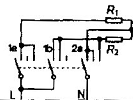 R₁
1a 1b 2a R₂
L N